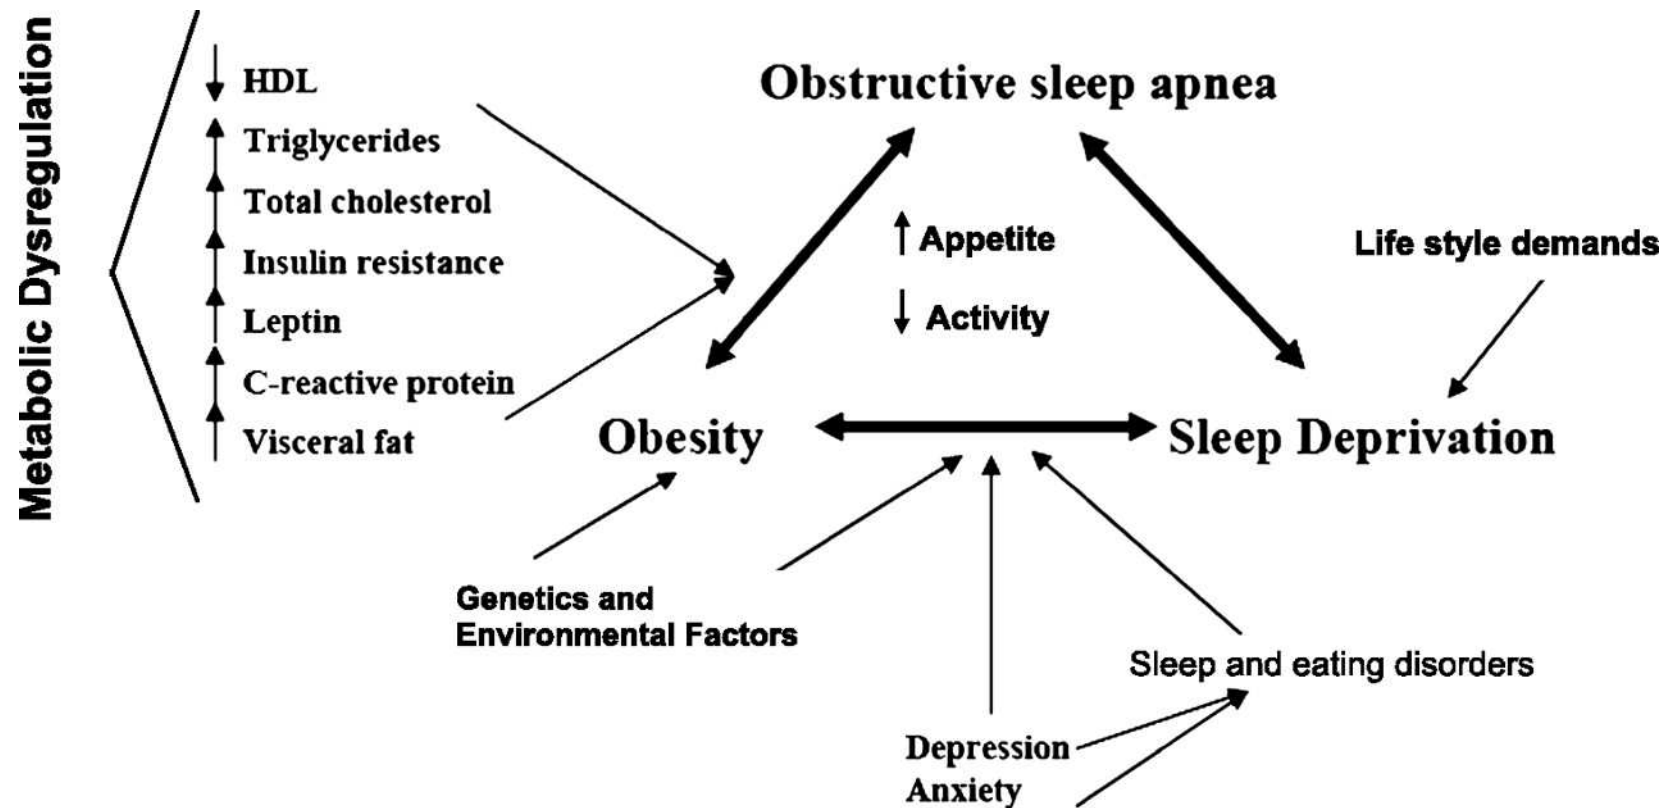 Metabolic Dysregulation
HDL
Triglycerides
Total cholesterol
Insulin resistance
Leptin
C-reactive protein
Visceral fat
Obstructive sleep apnea
Appetite
Activity
Life style demands
Obesity
Sleep Deprivation
Genetics and
Environmental Factors
Sleep and eating disorders
Depression
Anxiety